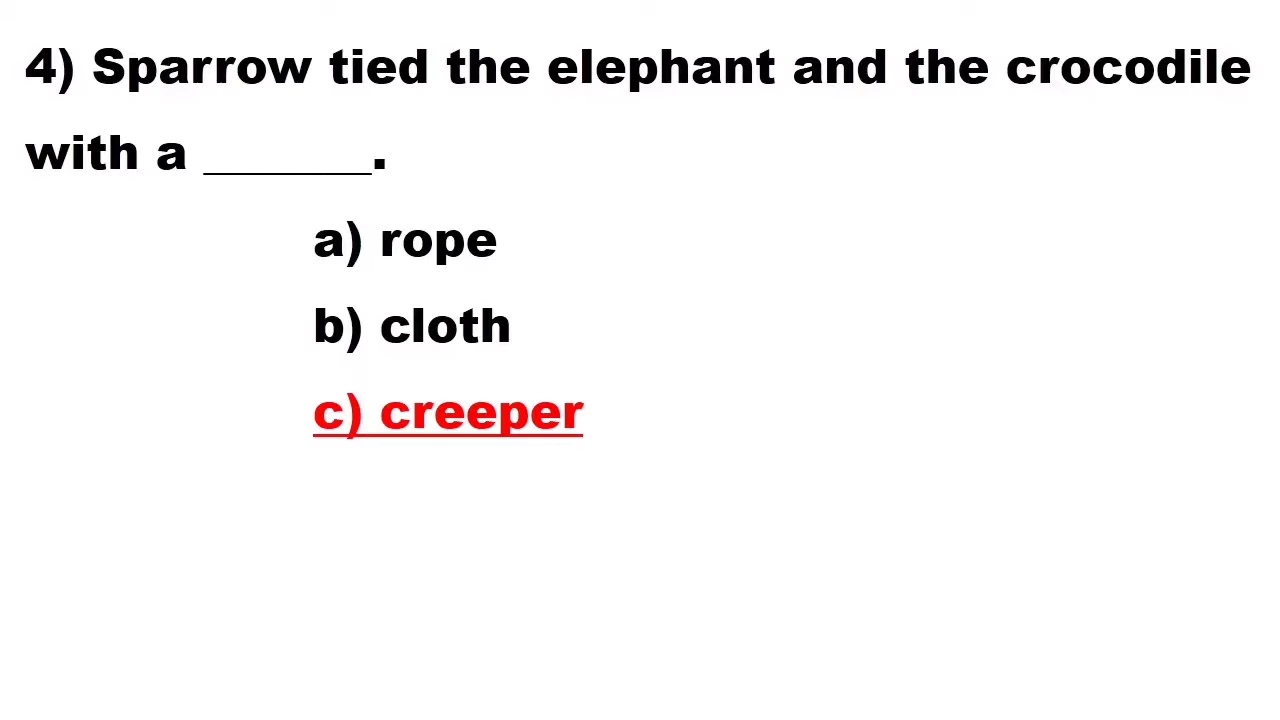 4) Sparrow tied the elephant and the crocodile
with a _______.
a) rope
b) cloth
c) creeper